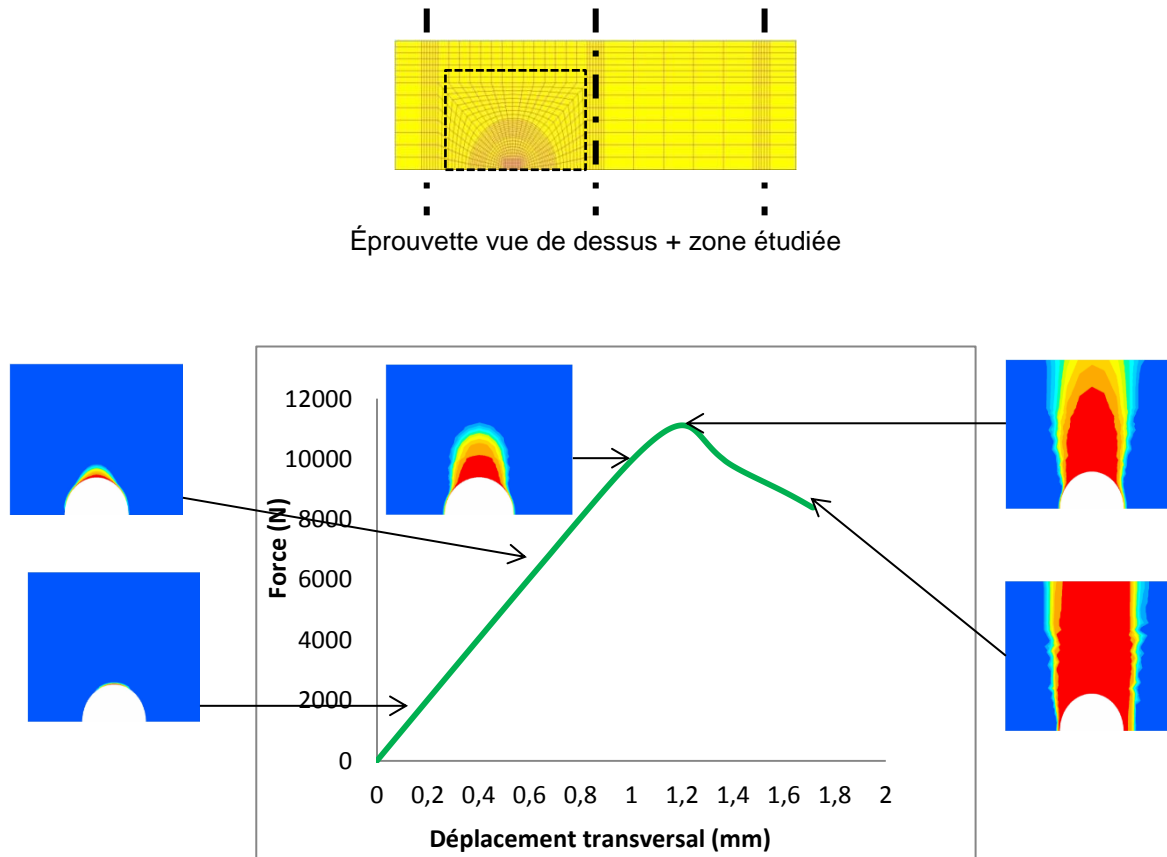 Éprouvette vue de dessus + zone étudiée
12000
10000
8000
6000
4000
2000
0
Force (N)
0 0,2 0,4 0,6 0,8 1 1,2 1,4 1,6 1,8 2
Déplacement transversal (mm)